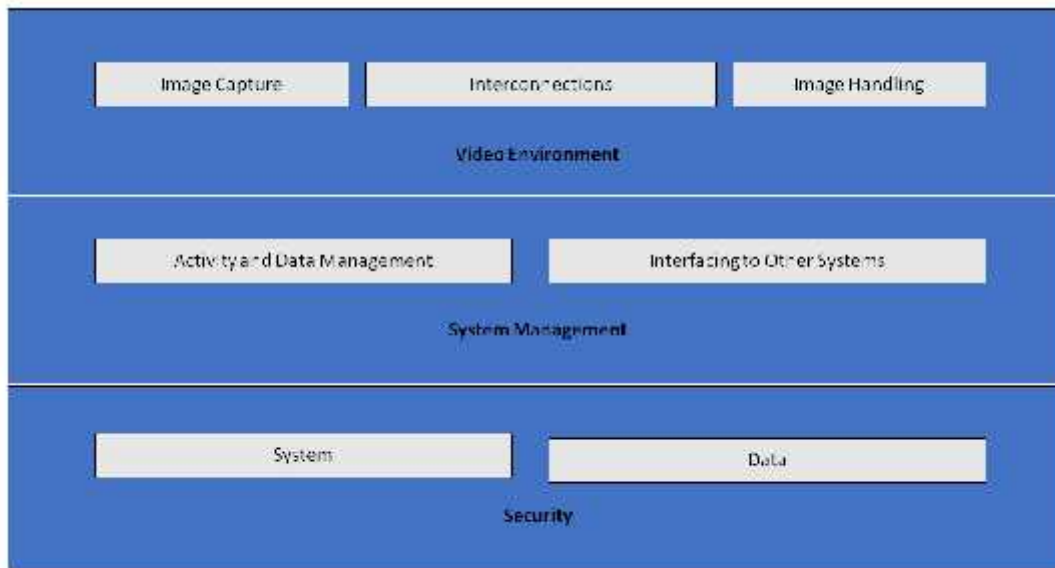 Image Capture
Interconnections
Image Handling
Video Environment
Activity and Data Management
Interfacing to Other Systems
System Management
System
Data
Security